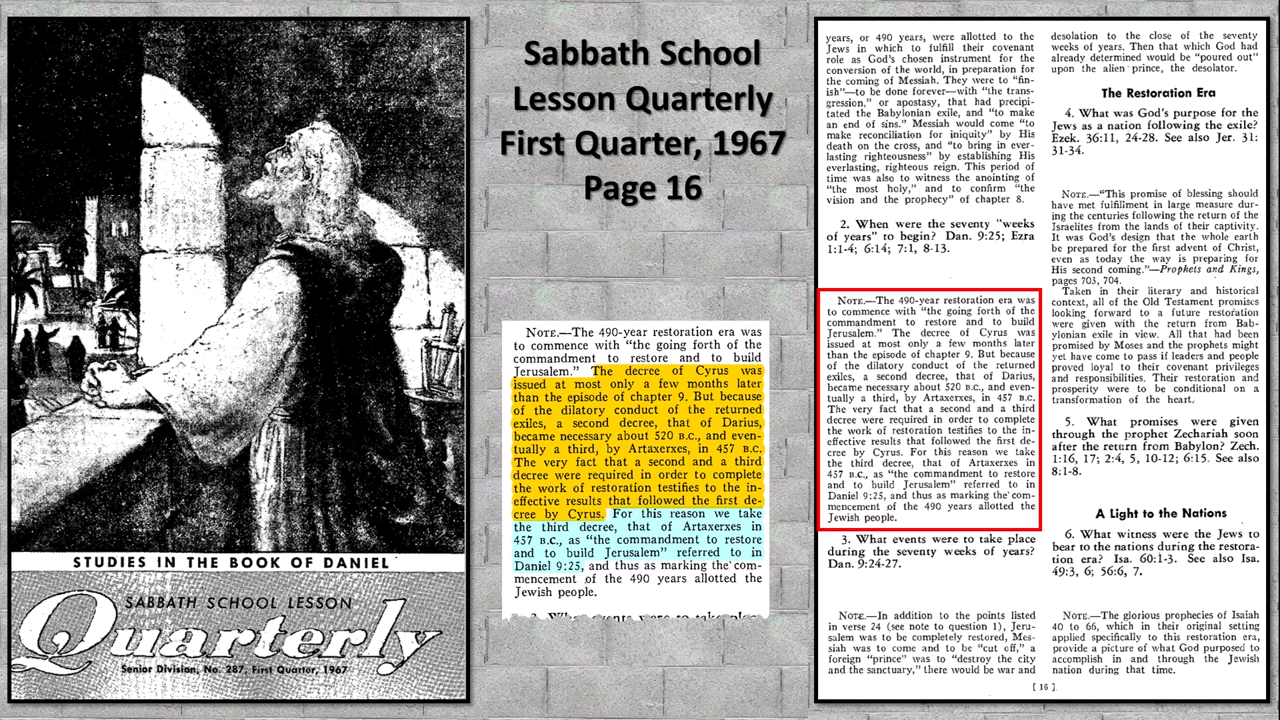 STUDIES IN THE BOOK OF DANIEL
SABBATH SCHOOL LESSON
Quarterly
Senior Division, No. 287, First Quarter, 1967
Sabbath School
Lesson Quarterly
First Quarter, 1967
Page 16
NOTE.—The 490-year restoration era was
to commence with “the going forth of the
commandment to restore and to build
Jerusalem.” The decree of Cyrus was
issued at most only a few months later
than the episode of chapter 9. But because
of the dilatory conduct of the returned
exiles, a second decree, that of Darius,
became necessary about 520 B.C., and even-
tually a third, by Artaxerxes, in 457 B.C.
The very fact that a second and a third
decree were required in order to complete
the work of restoration testifies to the in-
effective results that followed the first de-
cree by Cyrus. For this reason we take
the third decree, that of Artaxerxes in
457 B.C., as “the commandment to restore
and to build Jerusalem” referred to in
Daniel 9:25, and thus as marking the com-
mencement of the 490 years allotted the
Jewish people.
years, or 490 years, were allotted to the
Jews in which to fulfill their covenant
role as God’s chosen instrument for the
conversion of the world, in preparation for
the coming of Messiah. They were to “fin-
ish”—to be done forever—with “the trans-
gression,” or apostasy, that had precipi-
tated the Babylonian exile, and “to make
an end of sins.” Messiah would come “to
make reconciliation for iniquity” by His
death on the cross, and “to bring in ever-
lasting righteousness” by establishing His
everlasting, righteous reign. This period of
time was also to witness the anointing of
“the most holy,” and to confirm “the
vision and the prophecy” of chapter 8.
2. When were the seventy “weeks
of years” to begin? Dan. 9:25; Ezra
1:1-4; 6:14; 7:1, 8-13.
NOTE.—The 490-year restoration era was
to commence with “the going forth of the
commandment to restore and to build
Jerusalem.” The decree of Cyrus was
issued at most only a few months later
than the episode of chapter 9. But because
of the dilatory conduct of the returned
exiles, a second decree, that of Darius,
became necessary about 520 B.C., and even-
tually a third, by Artaxerxes, in 457 B.C.
The very fact that a second and a third
decree were required in order to complete
the work of restoration testifies to the in-
effective results that followed the first de-
cree by Cyrus. For this reason we take
the third decree, that of Artaxerxes in
457 B.C., as “the commandment to restore
and to build Jerusalem” referred to in
Daniel 9:25, and thus as marking the com-
mencement of the 490 years allotted the
Jewish people.
3. What events were to take place
during the seventy weeks of years?
Dan. 9:24-27.
NOTE.—In addition to the points listed
in verse 24 (see note to question 1), Jeru-
salem was to be completely restored, Mes-
siah was to come and to be “cut off,” a
foreign “prince” was to “destroy the city
and the sanctuary,” there would be war and
desolation to the close of the seventy
weeks of years. Then that which God had
already determined would be “poured out”
upon the alien prince, the desolator.
The Restoration Era
4. What was God’s purpose for the
Jews as a nation following the exile?
Ezek. 36:11, 24-28. See also Jer. 31:
31-34.
NOTE.—“This promise of blessing should
have met fulfillment in large measure dur-
ing the centuries following the return of the
Israelites from the lands of their captivity.
It was God’s design that the whole earth
be prepared for the first advent of Christ,
even as today the way is preparing for
His second coming.”—Prophets and Kings,
pages 703, 704.
Taken in their literary and historical
context, all of the Old Testament promises
looking forward to a future restoration
were given with the return from Bab-
ylonian exile in view. All that had been
promised by Moses and the prophets might
yet have come to pass if leaders and people
proved loyal to their covenant privileges
and responsibilities. Their restoration and
prosperity were to be conditional on a
transformation of the heart.
5. What promises were given
through the prophet Zechariah soon
after the return from Babylon? Zech.
1:16, 17; 2:4, 5, 10-12; 6:15. See also
8:1-8.
A Light to the Nations
6. What witness were the Jews to
bear to the nations during the restora-
tion era? Isa. 60:1-3. See also Isa.
49:3, 6; 56:6, 7.
NOTE.—The glorious prophecies of Isaiah
40 to 66, which in their original setting
applied specifically to this restoration era,
provide a picture of what God purposed to
accomplish in and through the Jewish
nation during that time.
[ 16 ]